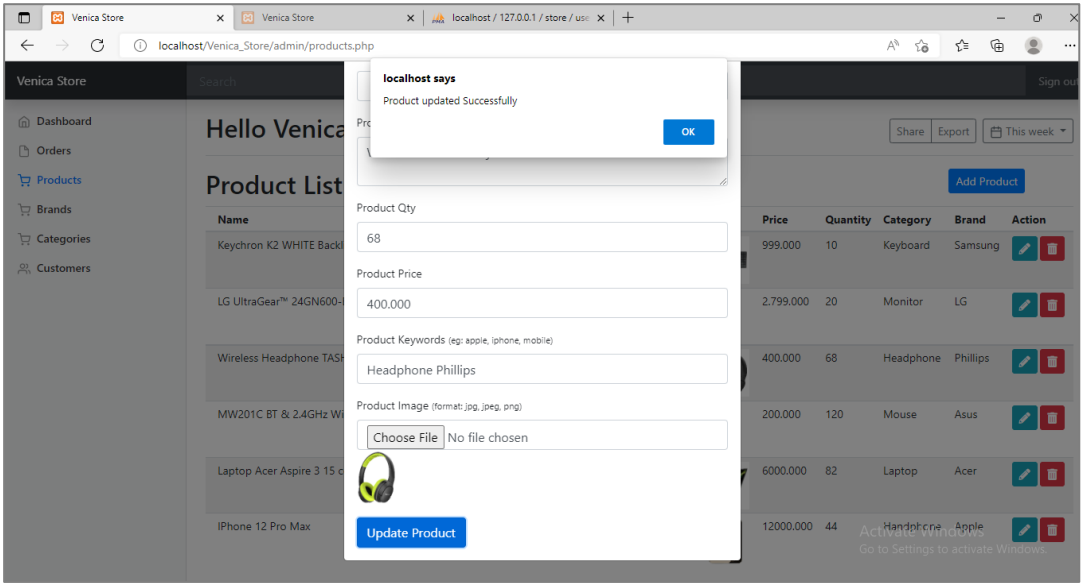 Venica Store
Venica Store
localhost / 127.0.0.1 / store / use
localhost/Venica_Store/admin/products.php
Venica Store
Search
Sign out
localhost says
Product updated Successfully
OK
Dashboard
Orders
Products
Brands
Categories
Customers
Hello Venica
Share
Export
This week
Product List
Add Product
Product Qty
68
Product Price
400.000
Product Keywords (eg: apple, iphone, mobile)
Headphone Phillips
Product Image (format: jpg, jpeg, png)
Choose File No file chosen
Update Product
Name Price Quantity Category Brand Action
Keychron K2 WHITE Backl 999.000 10 Keyboard Samsung
LG UltraGear™ 24GN600- 2.799.000 20 Monitor LG
Wireless Headphone TASH 400.000 68 Headphone Phillips
MW201C BT & 2.4GHz Wi 200.000 120 Mouse Asus
Laptop Acer Aspire 3 15 c 6000.000 82 Laptop Acer
IPhone 12 Pro Max 12000.000 44 Handphone Apple
Activate Windows
Go to Settings to activate Windows.